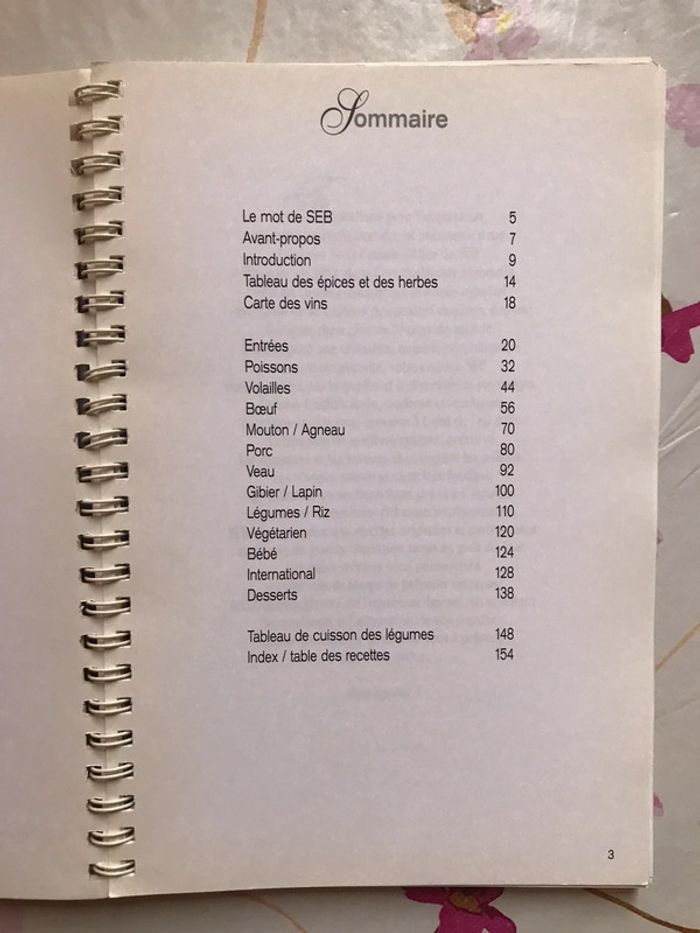 Sommaire
Le mot de SEB 5
Avant-propos 7
Introduction 9
Tableau des épices et des herbes 14
Carte des vins 18
Entrées 20
Poissons 32
Volailles 44
Bœuf 56
Mouton / Agneau 70
Porc 80
Veau 92
Gibier / Lapin 100
Légumes / Riz 110
Végétarien 120
Bébé 124
International 128
Desserts 138
Tableau de cuisson des légumes 148
Index / table des recettes 154
3